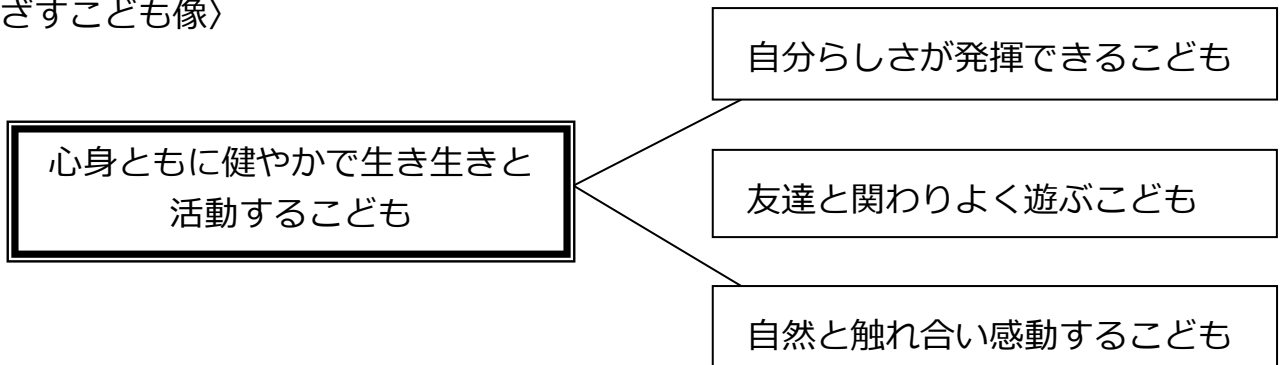 ざすこども像〉
自分らしさが発揮できるこども
心身ともに健やかで生き生きと
活動するこども
友達と関わりよく遊ぶこども
自然と触れ合い感動するこども